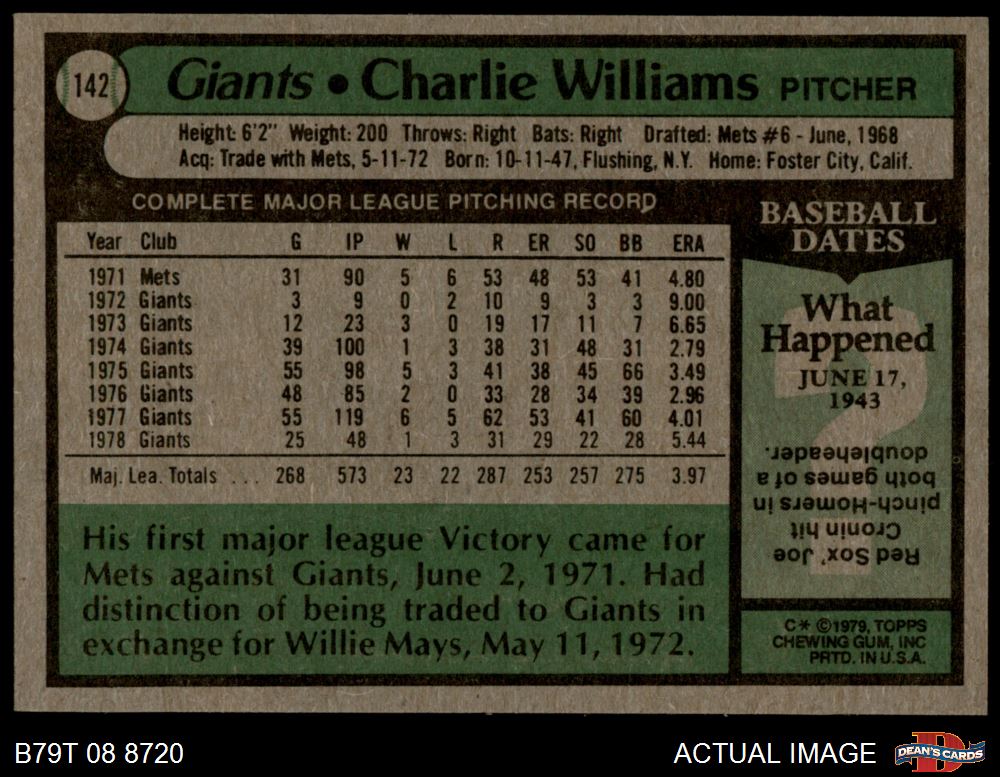 142
Giants • Charlie Williams PITCHER
Height: 6'2" Weight: 200 Throws: Right Bats: Right Drafted: Mets #6 - June, 1968
Acq: Trade with Mets, 5-11-72 Born: 10-11-47, Flushing, N.Y. Home: Foster City, Calif.
COMPLETE MAJOR LEAGUE PITCHING RECORD
Year Club G IP W L R ER SO BB ERA
1971 Mets 31 90 5 6 53 48 53 41 4.80
1972 Giants 3 9 0 2 10 9 3 3 9.00
1973 Giants 12 23 3 0 19 17 11 7 6.65
1974 Giants 39 100 1 3 38 31 48 31 2.79
1975 Giants 55 98 5 3 41 38 45 66 3.49
1976 Giants 48 85 2 0 33 28 34 39 2.96
1977 Giants 55 119 6 5 62 53 41 60 4.01
1978 Giants 25 48 1 3 31 29 22 28 5.44
Maj. Lea. Totals ... 268 573 23 22 287 253 257 275 3.97
His first major league Victory came for
Mets against Giants, June 2, 1971. Had
distinction of being traded to Giants in
exchange for Willie Mays, May 11, 1972.
BASEBALL
DATES
What
Happened
JUNE 17,
1943
Red Sox' Joe
Cronin hit
pinch-Homers in
both games of a
doubleheader.
C* ©1979, TOPPS
CHEWING GUM, INC
PRTD. IN U.S.A.
B79T 08 8720
ACTUAL IMAGE
D
DEAN'S CARDS